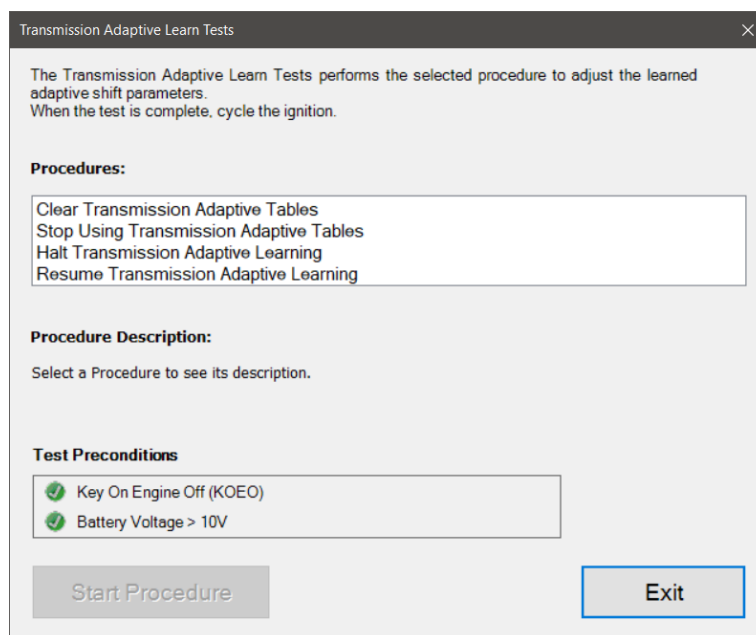 Transmission Adaptive Learn Tests
The Transmission Adaptive Learn Tests performs the selected procedure to adjust the learned
adaptive shift parameters.
When the test is complete, cycle the ignition.
Procedures:
Clear Transmission Adaptive Tables
Stop Using Transmission Adaptive Tables
Halt Transmission Adaptive Learning
Resume Transmission Adaptive Learning
Procedure Description:
Select a Procedure to see its description.
Test Preconditions
Key On Engine Off (KOEO)
Battery Voltage > 10V
Start Procedure
Exit